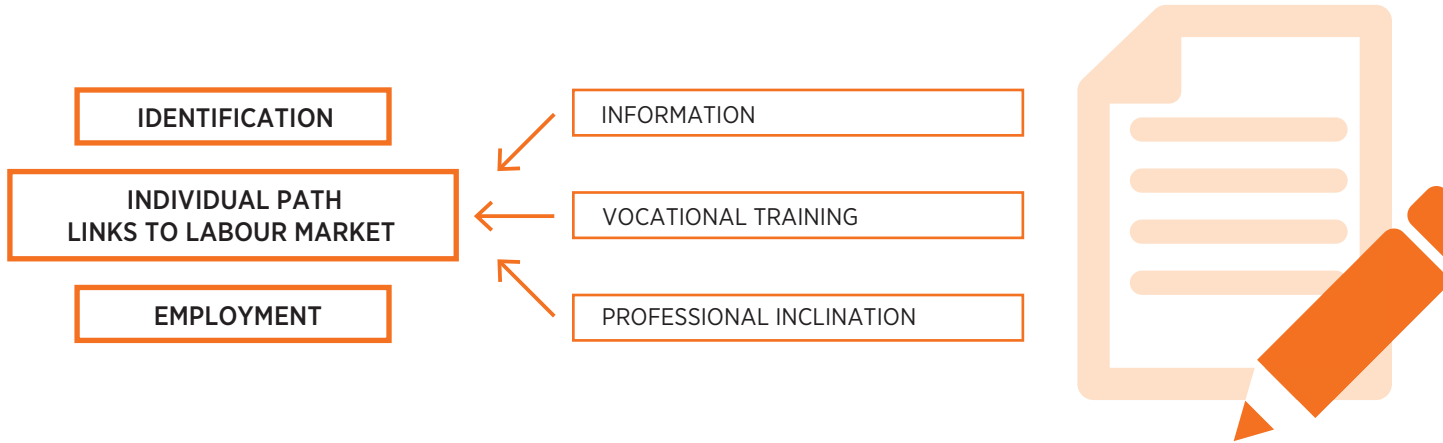 IDENTIFICATION
INDIVIDUAL PATH
LINKS TO LABOUR MARKET
EMPLOYMENT
INFORMATION
VOCATIONAL TRAINING
PROFESSIONAL INCLINATION